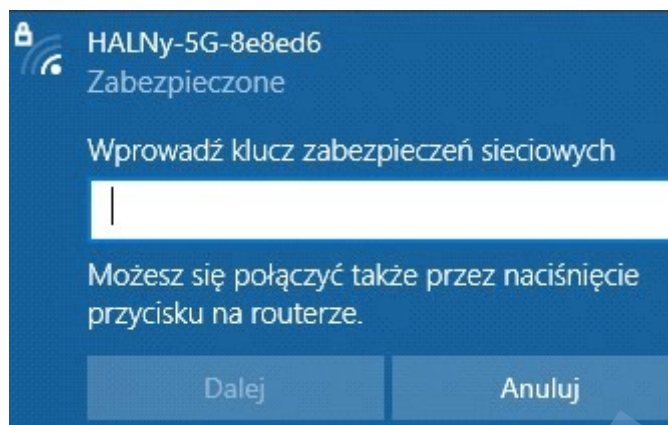 HALNy-5G-8e8ed6
Zabezpieczone
Wprowadź klucz zabezpieczeń sieciowych
Możesz się połączyć także przez naciśnięcie
przycisku na routerze.
Dalej Anuluj